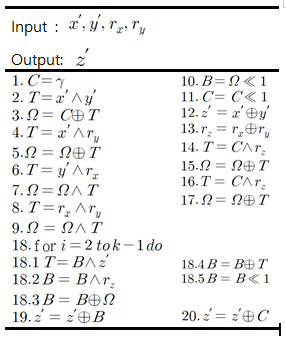 Input : x′, y′, r_x, r_y
Output: z′
1. C=γ
2. T=x′∧y′
3.Ω= C⊕T
4.T= x′∧r_y
5.Ω= Ω⊕T
6.T= y′∧r_x
7.Ω=Ω∧T
8. T=r_x∧r_y
9.Ω = Ω∧T
10. B=Ω≪1
11. C= C≪1
12.z′ = x′⊕y′
13.r_z = r_x⊕r_y
14. T= C∧r_z
15.Ω= Ω⊕T
16.T= C∧r_z
17.Ω= Ω⊕T
18.for i=2 to k−1 do
18.1 T= B∧z′
18.2 B= B∧r_z
18.3 B= B⊕Ω
18.4 B= B⊕T
18.5 B= B≪1
19.z′ = z′⊕B
20.z′ = z′⊕C